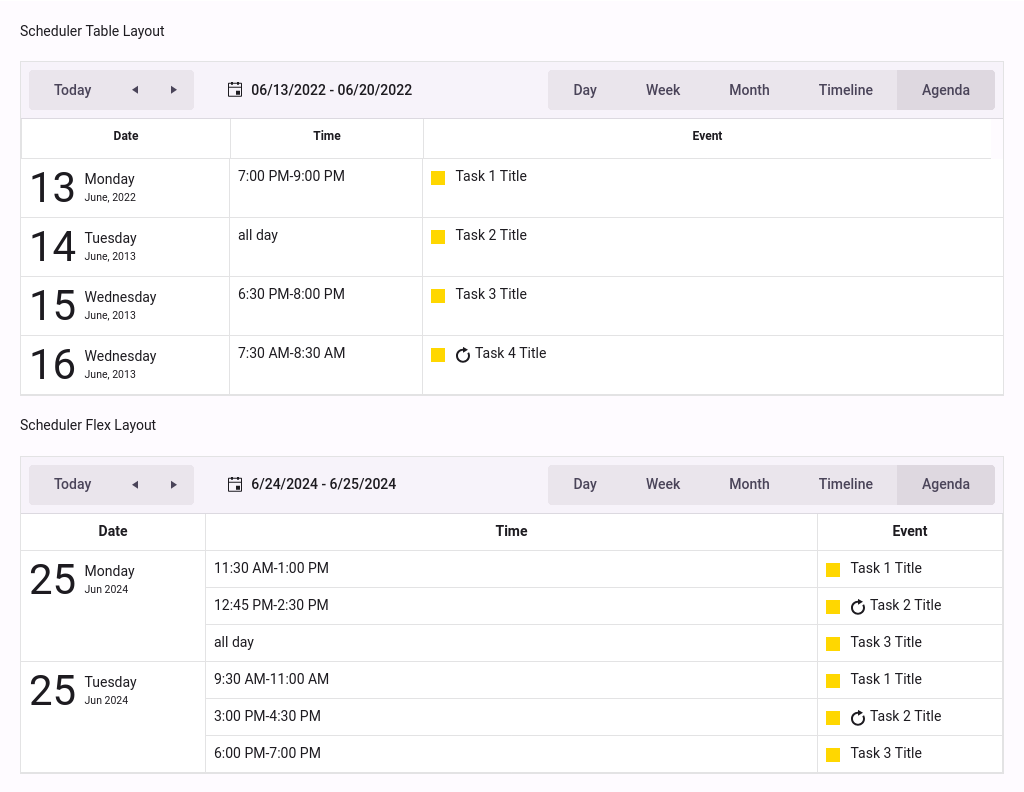 Scheduler Table Layout
Today 06/13/2022 - 06/20/2022 Day Week Month Timeline Agenda
Date Time Event
13 Monday June, 2022 7:00 PM-9:00 PM Task 1 Title
14 Tuesday June, 2013 all day Task 2 Title
15 Wednesday June, 2013 6:30 PM-8:00 PM Task 3 Title
16 Wednesday June, 2013 7:30 AM-8:30 AM Task 4 Title
Scheduler Flex Layout
Today 6/24/2024 - 6/25/2024 Day Week Month Timeline Agenda
Date Time Event
25 Monday Jun 2024 11:30 AM-1:00 PM Task 1 Title
12:45 PM-2:30 PM Task 2 Title
all day Task 3 Title
25 Tuesday Jun 2024 9:30 AM-11:00 AM Task 1 Title
3:00 PM-4:30 PM Task 2 Title
6:00 PM-7:00 PM Task 3 Title